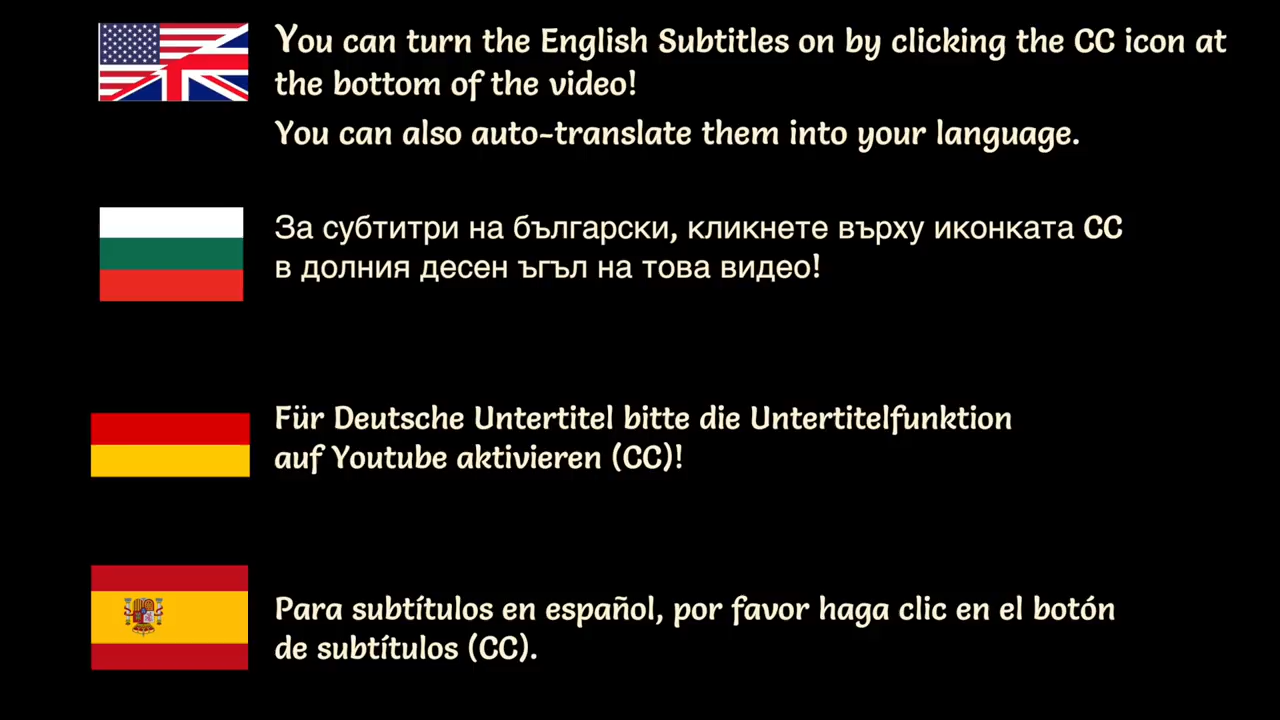 You can turn the English Subtitles on by clicking the CC icon at
the bottom of the video!
You can also auto-translate them into your language.
За субтитри на български, кликнете върху иконката CC
в долния десен ъгъл на това видео!
Für Deutsche Untertitel bitte die Untertitelfunktion
auf Youtube aktivieren (CC)!
Para subtítulos en español, por favor haga clic en el botón
de subtítulos (CC).